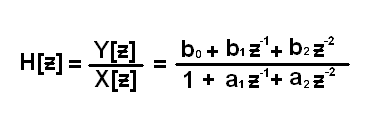 H[z] = Y[z] / X[z] = (b₀ + b₁z⁻¹ + b₂z⁻²) / (1 + a₁z⁻¹ + a₂z⁻²)